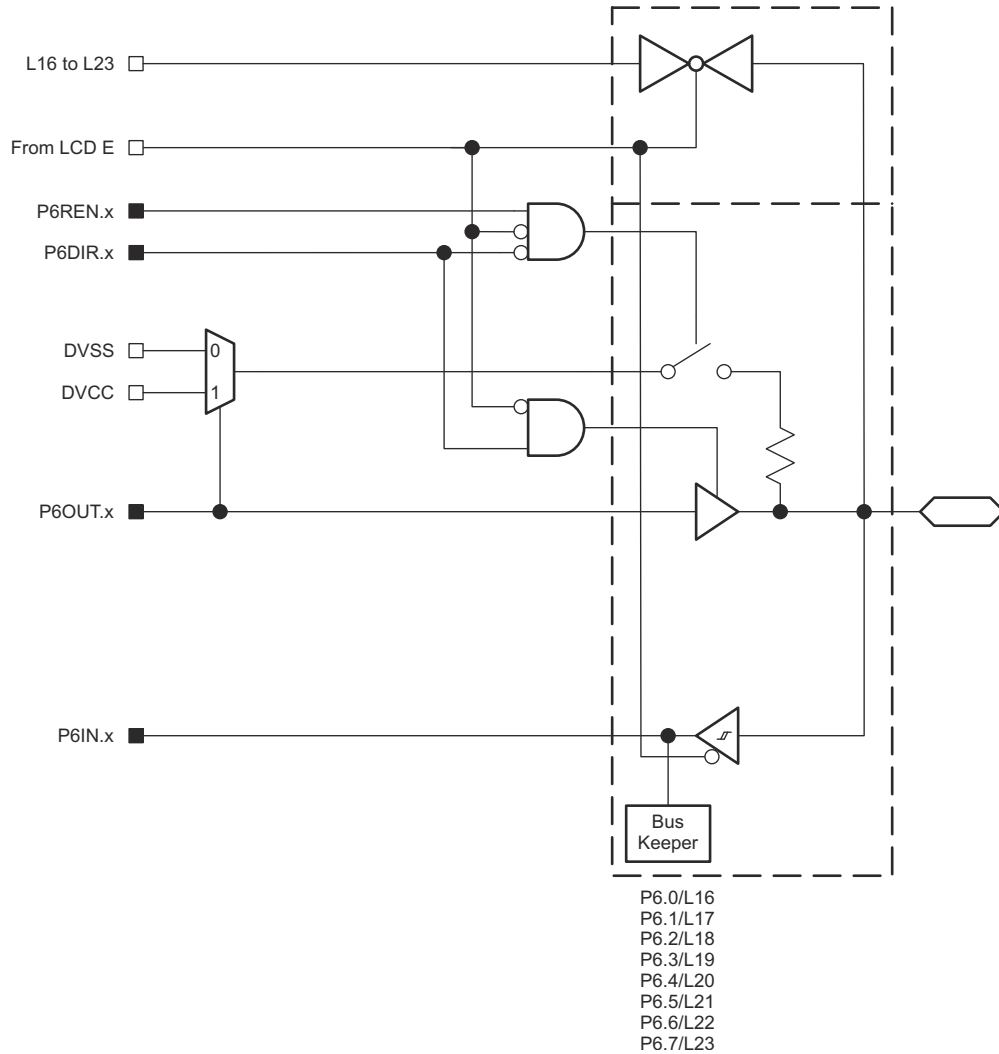 L16 to L23
From LCD E
P6REN.x
P6DIR.x
DVSS
0
DVCC
1
P6OUT.x
P6IN.x
Bus
Keeper
P6.0/L16
P6.1/L17
P6.2/L18
P6.3/L19
P6.4/L20
P6.5/L21
P6.6/L22
P6.7/L23